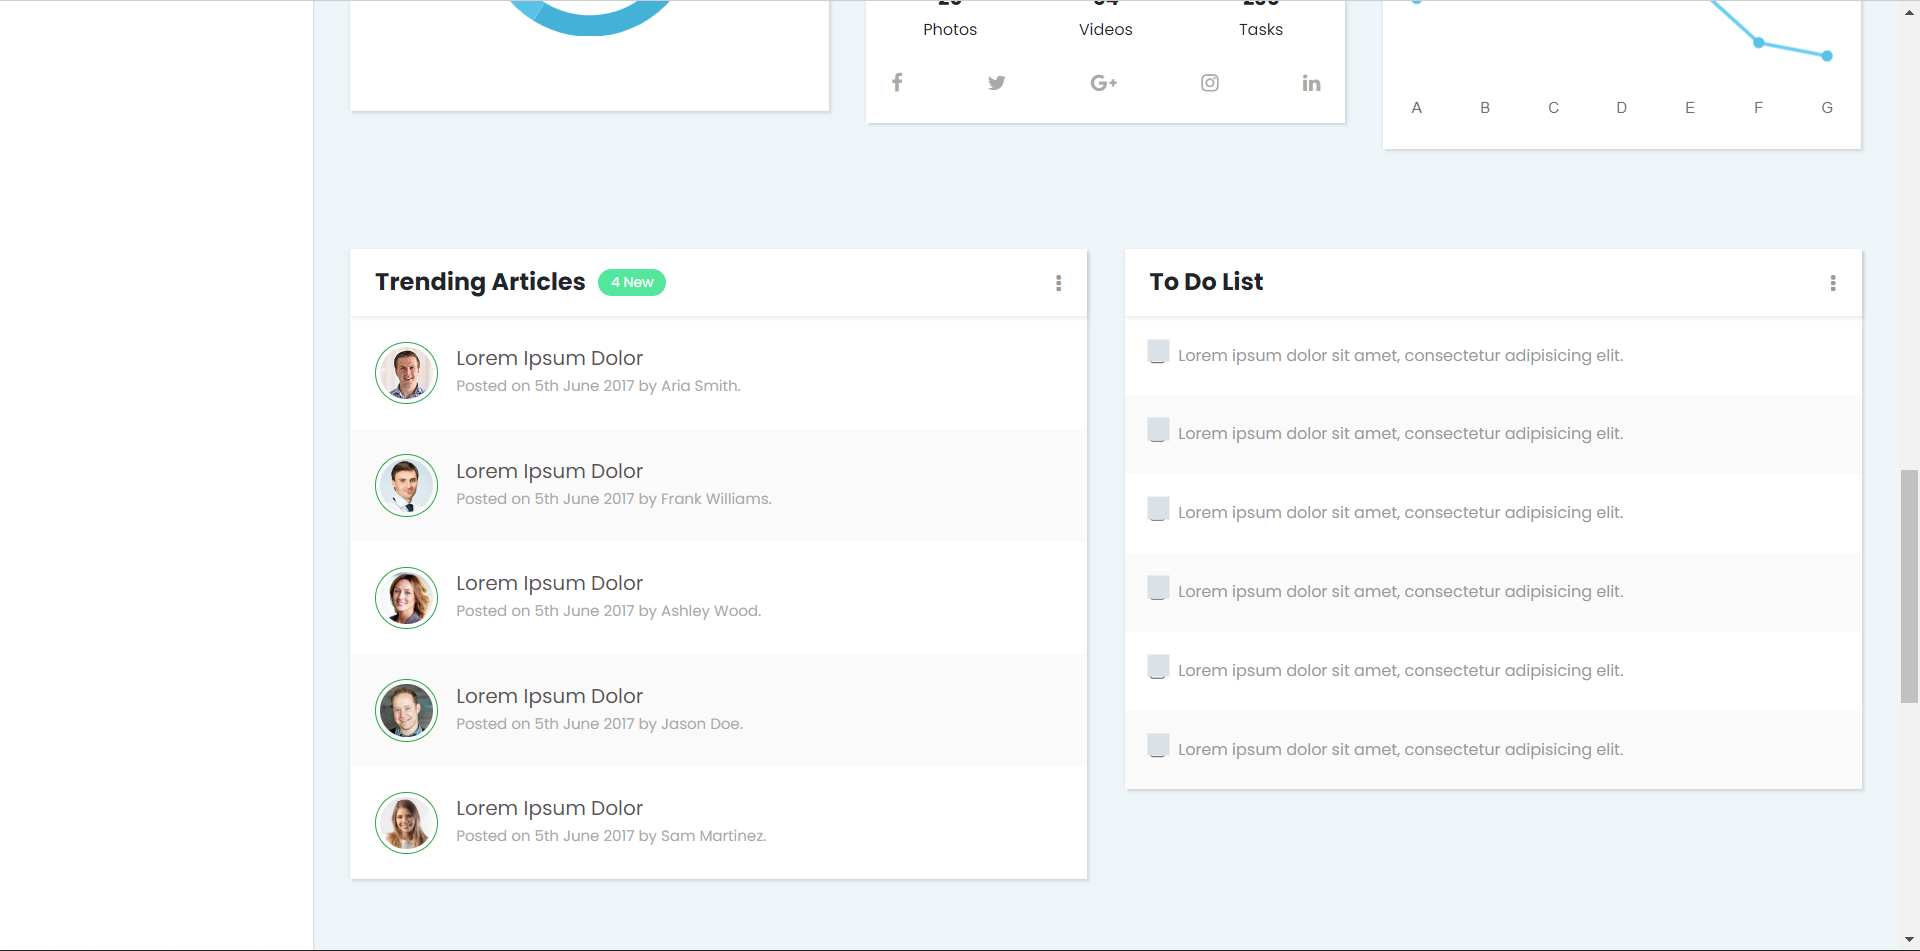 Photos Videos Tasks
A B C D E F G
Trending Articles 4 New
Lorem Ipsum Dolor
Posted on 5th June 2017 by Aria Smith.
Lorem Ipsum Dolor
Posted on 5th June 2017 by Frank Williams.
Lorem Ipsum Dolor
Posted on 5th June 2017 by Ashley Wood.
Lorem Ipsum Dolor
Posted on 5th June 2017 by Jason Doe.
Lorem Ipsum Dolor
Posted on 5th June 2017 by Sam Martinez.
To Do List
Lorem ipsum dolor sit amet, consectetur adipisicing elit.
Lorem ipsum dolor sit amet, consectetur adipisicing elit.
Lorem ipsum dolor sit amet, consectetur adipisicing elit.
Lorem ipsum dolor sit amet, consectetur adipisicing elit.
Lorem ipsum dolor sit amet, consectetur adipisicing elit.
Lorem ipsum dolor sit amet, consectetur adipisicing elit.